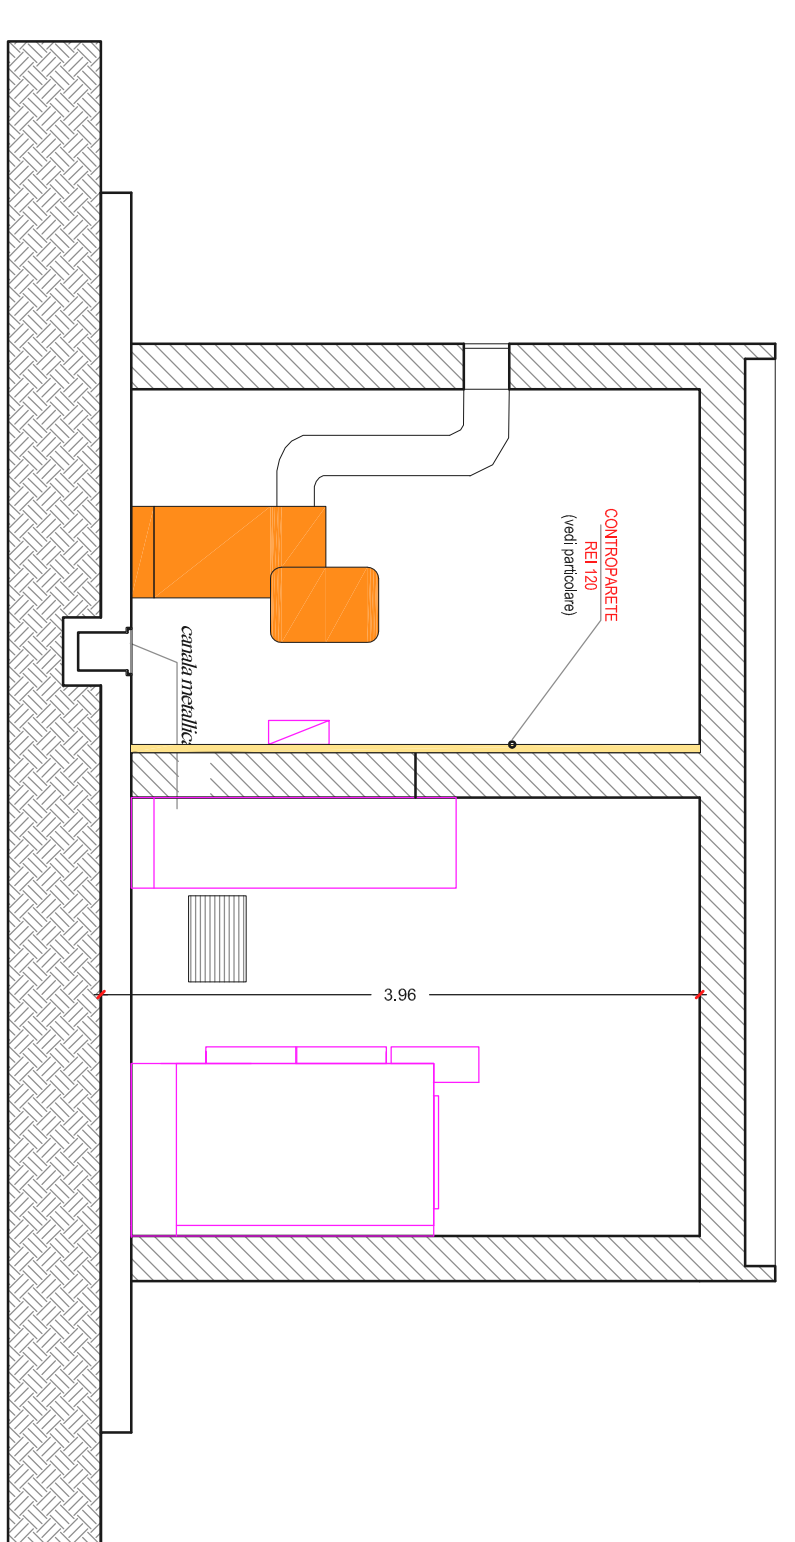 CONTROPARETE
REI 120
(vedi particolare)
canala metallica
3.96